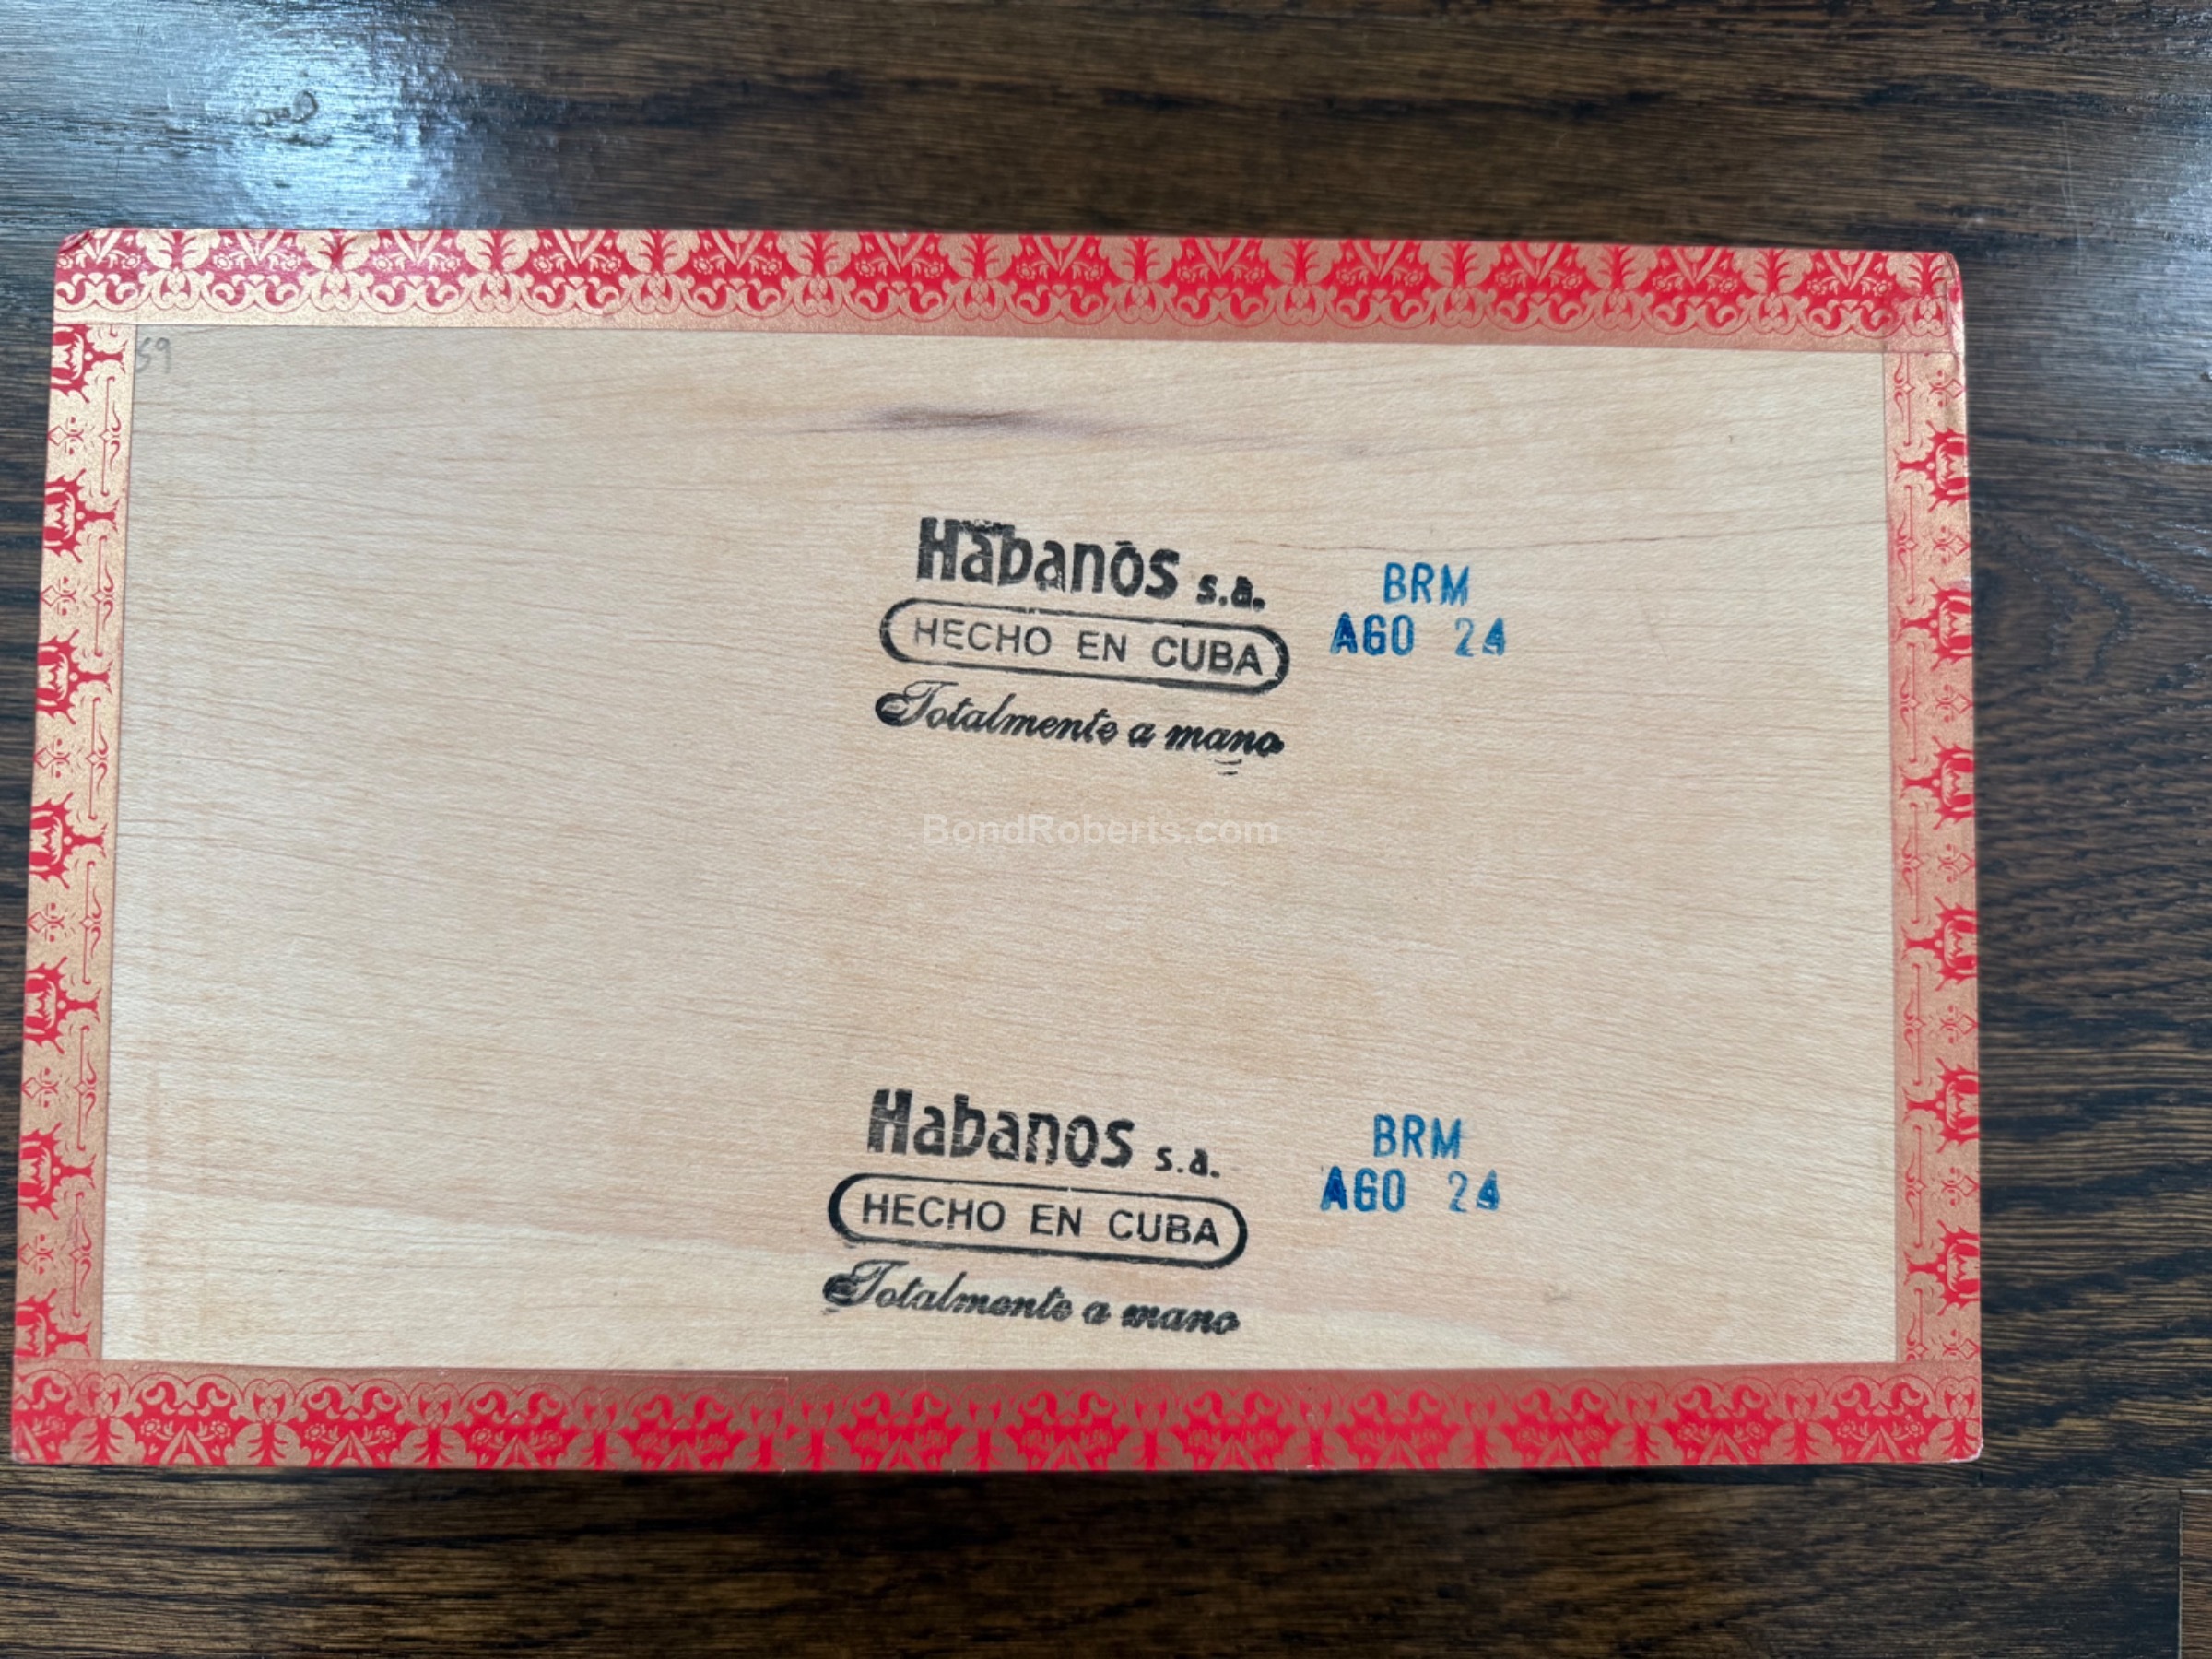 59
Habanos s.a.
HECHO EN CUBA
Totalmente a mano
BRM
AGO 24
BondRoberts.com
Habanos s.a.
HECHO EN CUBA
Totalmente a mano
BRM
AGO 24